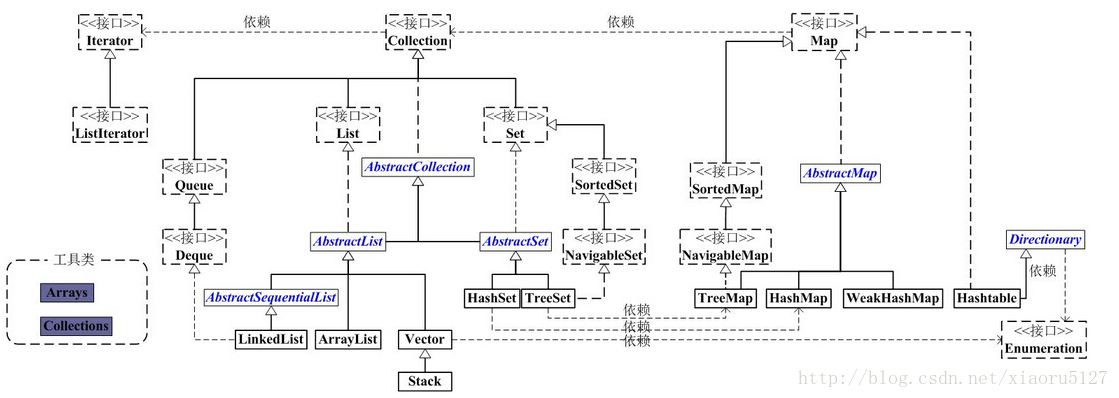 <<接口>>
Iterator
依赖
<<接口>>
Collection
依赖
<<接口>>
Map
<<接口>>
ListIterator
<<接口>>
List
<<接口>>
Set
<<接口>>
Queue
AbstractCollection
<<接口>>
SortedSet
<<接口>>
SortedMap
AbstractMap
<<接口>>
Deque
AbstractList
AbstractSet
<<接口>>
NavigableSet
<<接口>>
NavigableMap
Directionary
工具类
Arrays
Collections
AbstractSequentialList
HashSet
TreeSet
TreeMap
HashMap
WeakHashMap
Hashtable
依赖
依赖
依赖
依赖
LinkedList
ArrayList
Vector
<<接口>>
Enumeration
Stack
http://blog.csdn.net/xiaoru5127